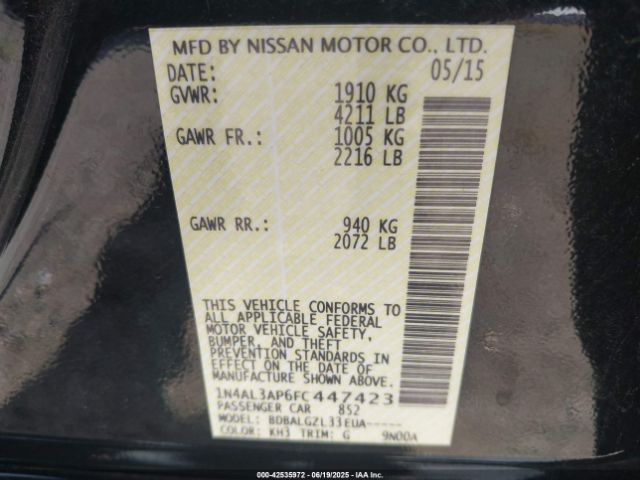 MFD BY NISSAN MOTOR CO., LTD.
DATE: 05/15
GVWR: 1910 KG
4211 LB
GAWR FR.: 1005 KG
2216 LB
GAWR RR.: 940 KG
2072 LB
THIS VEHICLE CONFORMS TO
ALL APPLICABLE FEDERAL
MOTOR VEHICLE SAFETY,
BUMPER, AND THEFT
PREVENTION STANDARDS IN
EFFECT ON THE DATE OF
MANUFACTURE SHOWN ABOVE.
1N4AL3AP6FC447423
PASSENGER CAR 852
MODEL: BDBALGZL33EUA-----
COLOR: KH3 TRIM: G 9N00A
000-42535972 - 06/19/2025 - IAAI.com